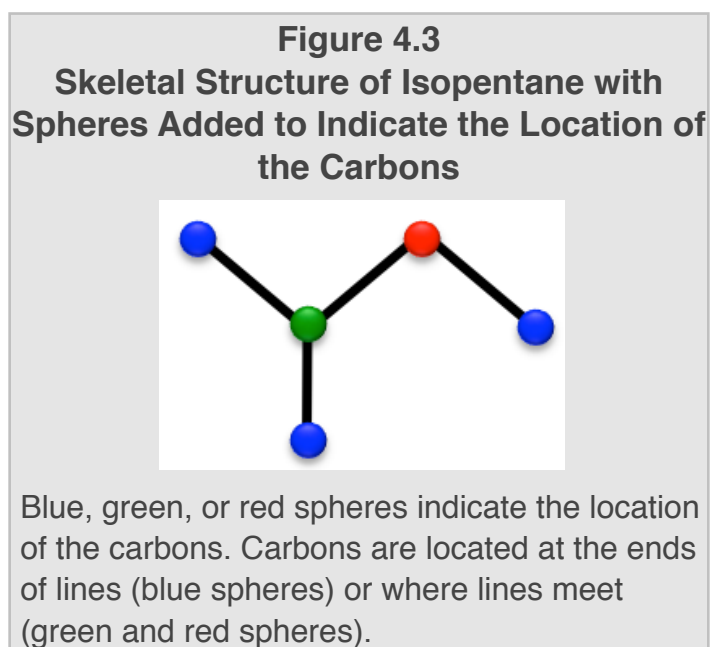 Figure 4.3
Skeletal Structure of Isopentane with
Spheres Added to Indicate the Location of
the Carbons
Blue, green, or red spheres indicate the location
of the carbons. Carbons are located at the ends
of lines (blue spheres) or where lines meet
(green and red spheres).